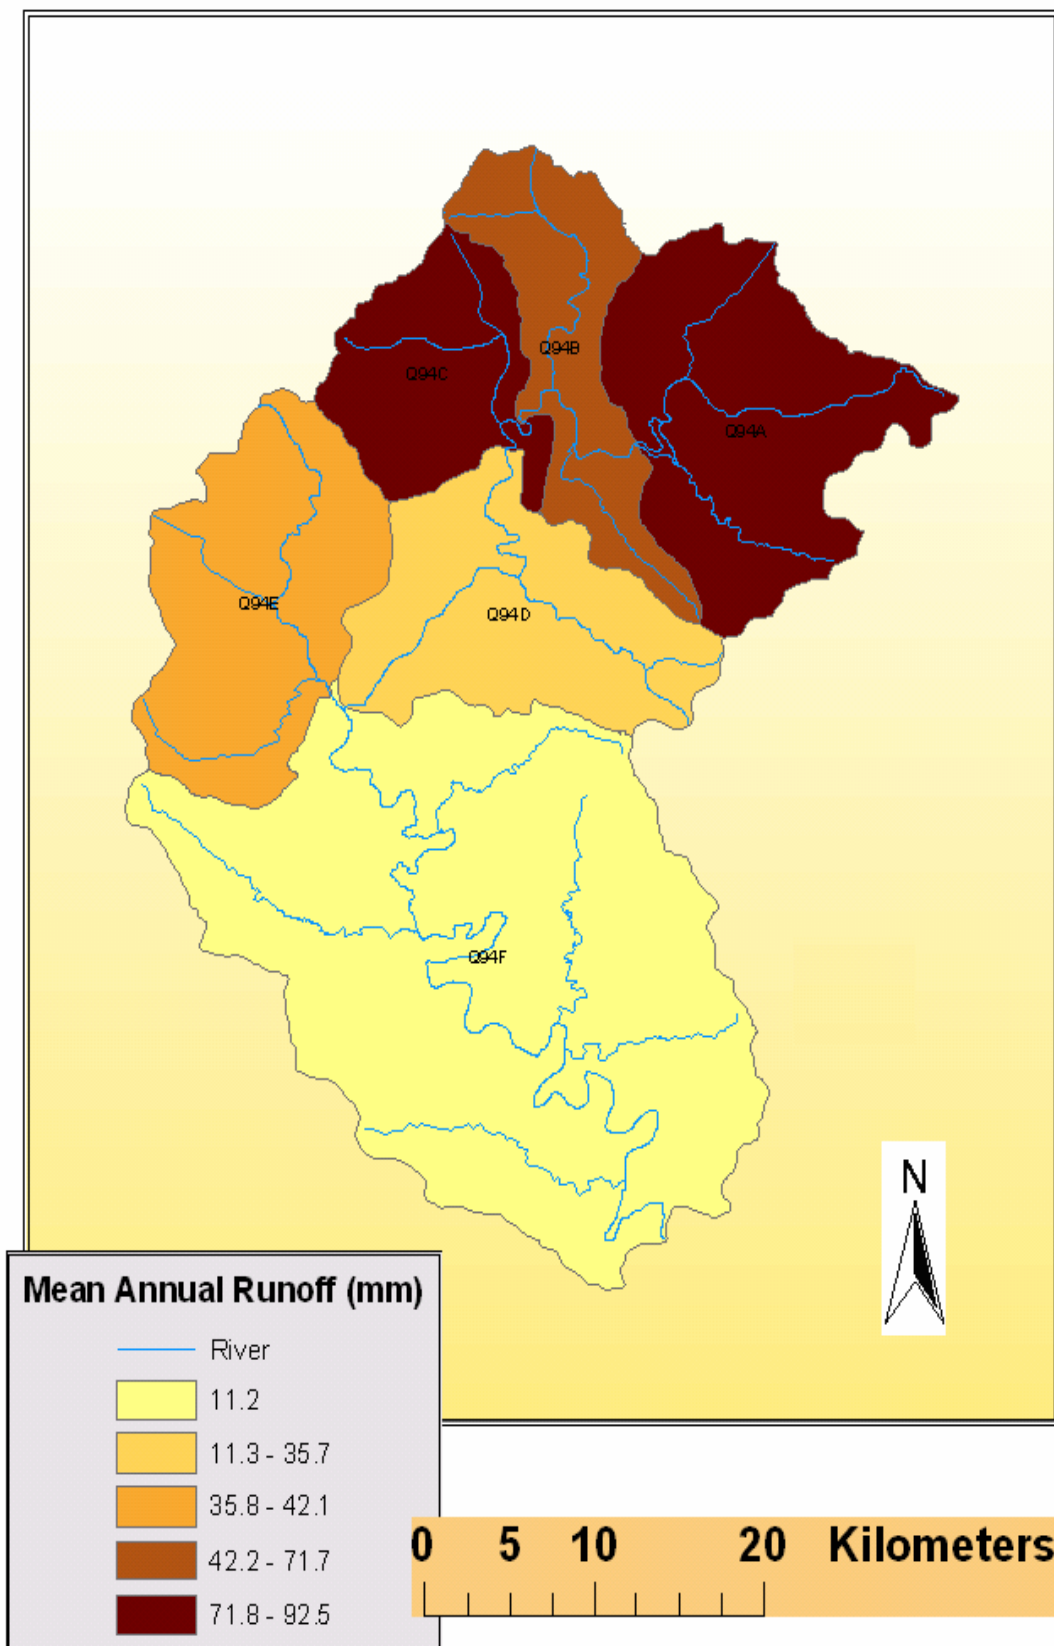 Q94B
Q94C
Q94A
Q94E
Q94D
Q94F
N
Mean Annual Runoff (mm)
River
11.2
11.3 - 35.7
35.8 - 42.1
42.2 - 71.7
71.8 - 92.5
0 5 10 20 Kilometers